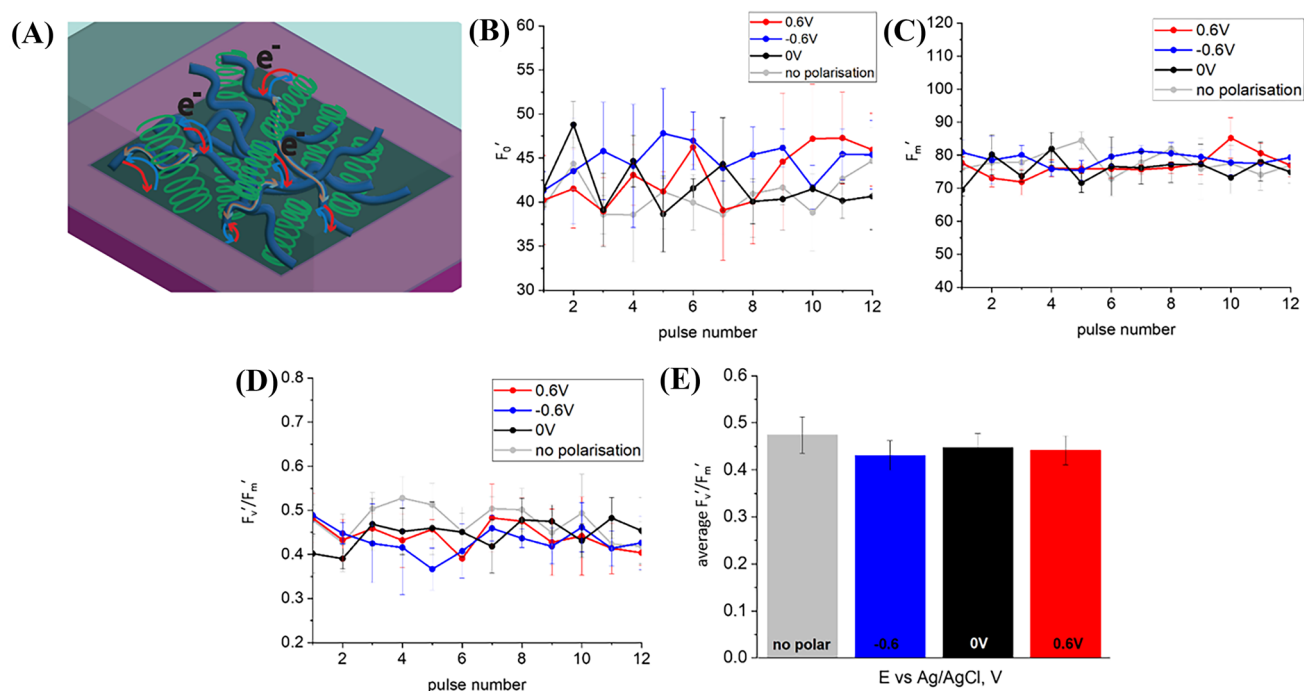 (A)
e-
e-
e-
(B)
60
55
50
45
40
35
30
F0'
2
4
6
8
10
12
pulse number
0.6V
-0.6V
0V
no polarisation
(C)
120
110
100
90
80
70
60
50
40
Fm'
2
4
6
8
10
12
pulse number
0.6V
-0.6V
0V
no polarisation
(D)
0.8
0.7
0.6
0.5
0.4
0.3
0.2
Fv'/Fm'
2
4
6
8
10
12
pulse number
0.6V
-0.6V
0V
no polarisation
(E)
0.6
0.5
0.4
0.3
0.2
0.1
0.0
average Fv'/Fm'
no polar
-0.6
0V
0.6V
E vs Ag/AgCl, V